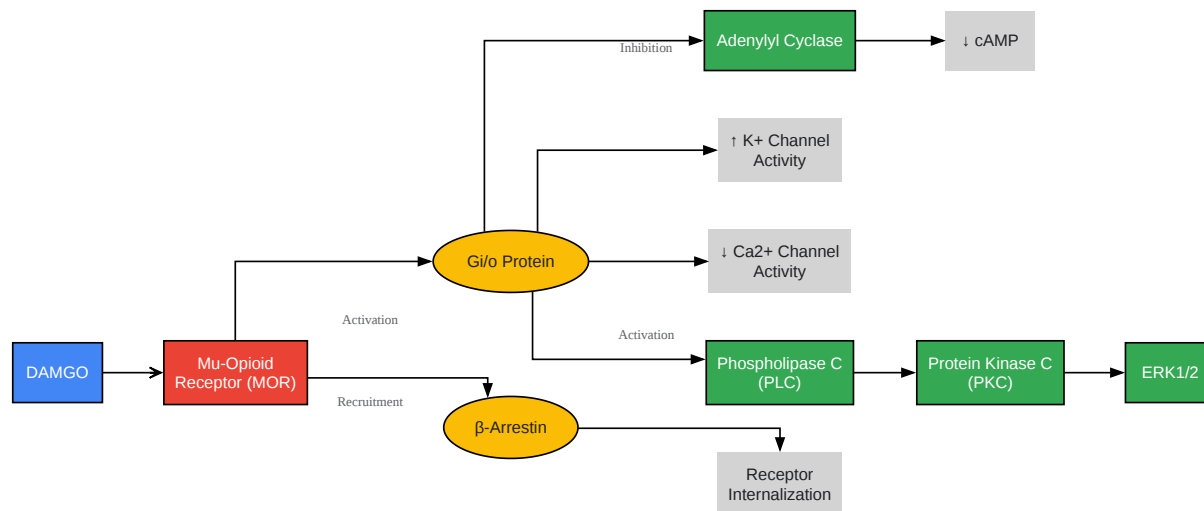 Inhibition
Adenylyl Cyclase
↓ cAMP
↑ K+ Channel
Activity
Gi/o Protein
↓ Ca2+ Channel
Activity
Activation
Activation
DAMGO
Mu-Opioid
Receptor (MOR)
Phospholipase C
(PLC)
Protein Kinase C
(PKC)
ERK1/2
Recruitment
β-Arrestin
Receptor
Internalization